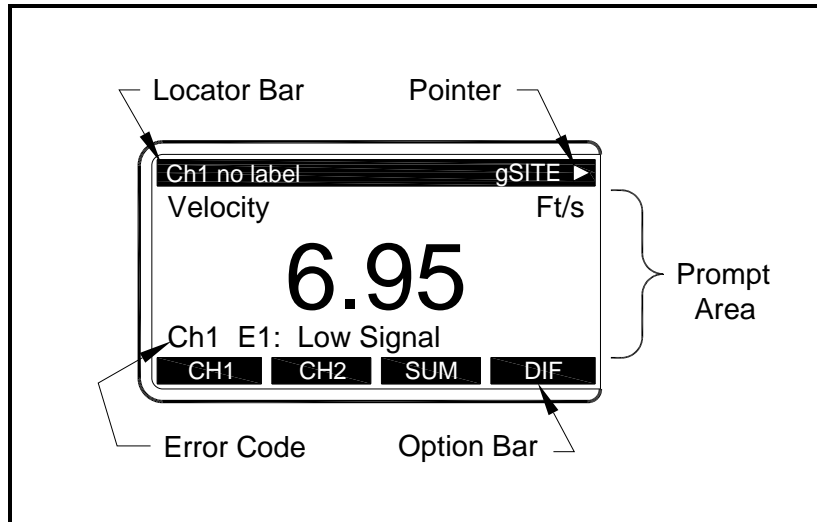 Locator Bar Pointer
Ch1 no label gSITE ►
Velocity Ft/s
6.95
Prompt
Area
Ch1 E1: Low Signal
CH1 CH2 SUM DIF
Error Code Option Bar